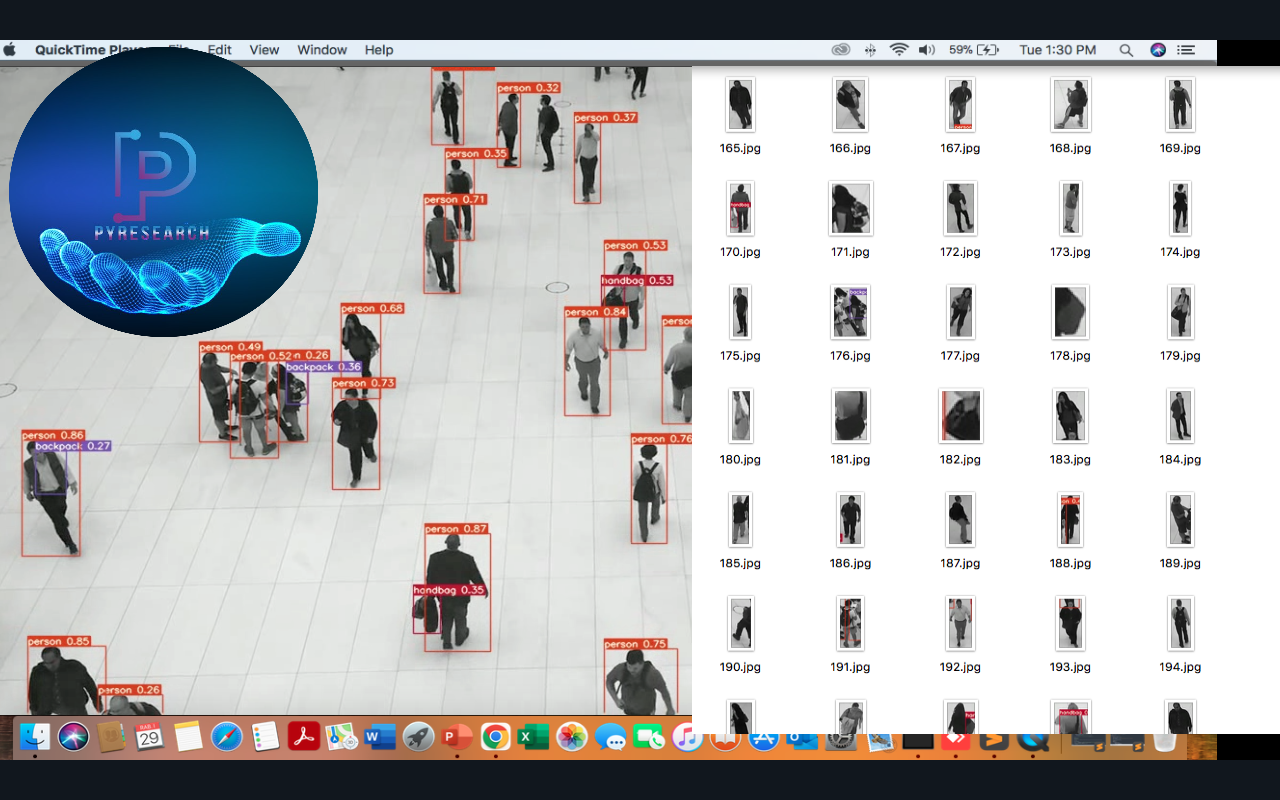 QuickTime Pla
Edit View Window Help
59% Tue 1:30 PM
PYRESEARCH
person 0.32
person 0.37
person 0.35
person 0.71
person 0.53
handbag 0.53
person 0.68
person 0.84
person 0.49
person 0.52
n 0.26
backpack 0.36
person 0.73
person 0.86
backpack 0.27
person 0.76
person 0.87
handbag 0.35
person 0.85
person 0.26
person 0.75
165.jpg 166.jpg 167.jpg 168.jpg 169.jpg
170.jpg 171.jpg 172.jpg 173.jpg 174.jpg
175.jpg 176.jpg 177.jpg 178.jpg 179.jpg
180.jpg 181.jpg 182.jpg 183.jpg 184.jpg
185.jpg 186.jpg 187.jpg 188.jpg 189.jpg
190.jpg 191.jpg 192.jpg 193.jpg 194.jpg
29